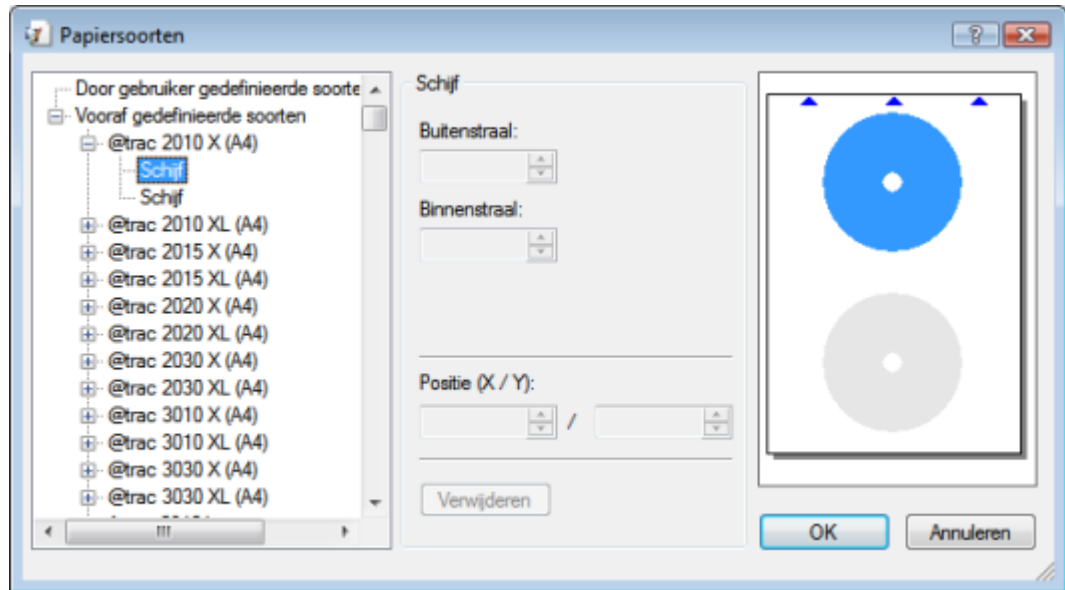 Papiersoorten
Door gebruiker gedefinieerde soorte
Vooraf gedefinieerde soorten
@trac 2010 X (A4)
Schijf
Schijf
@trac 2010 XL (A4)
@trac 2015 X (A4)
@trac 2015 XL (A4)
@trac 2020 X (A4)
@trac 2020 XL (A4)
@trac 2030 X (A4)
@trac 2030 XL (A4)
@trac 3010 X (A4)
@trac 3010 XL (A4)
@trac 3030 X (A4)
@trac 3030 XL (A4)
Schijf
Buitenstraal:
Binnenstraal:
Positie (X / Y):
/
Verwijderen
OK
Annuleren